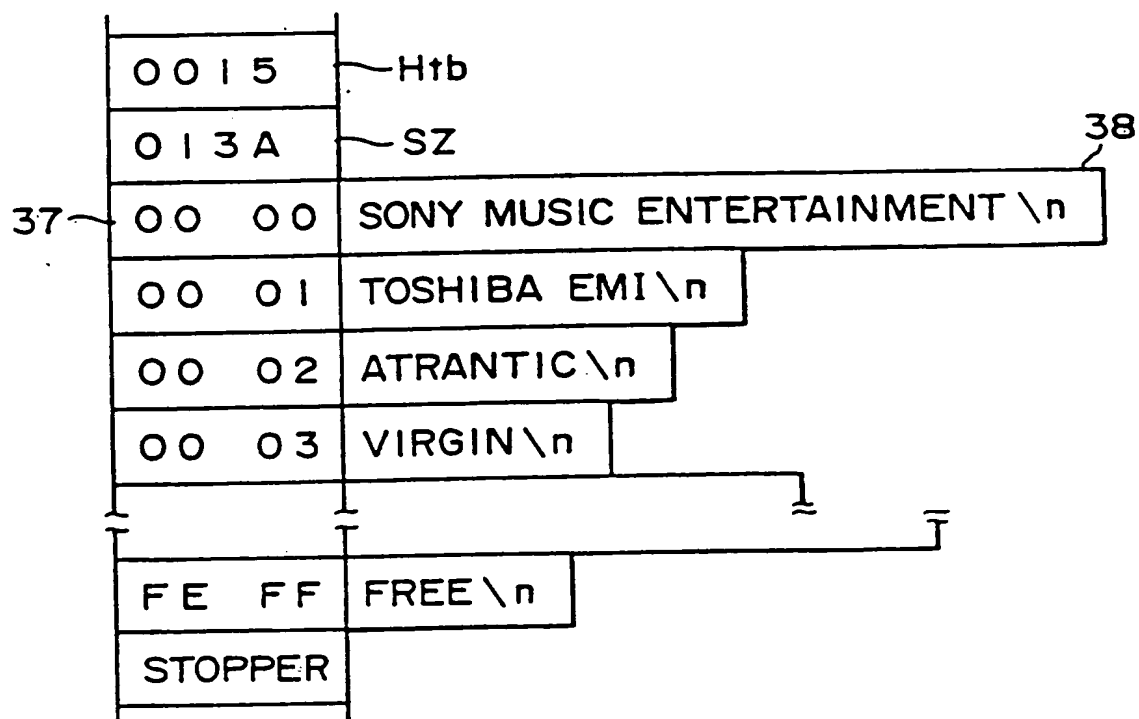 0015 Htb
013A SZ
38
37 00 00 SONY MUSIC ENTERTAINMENT \n
00 01 TOSHIBA EMI \n
00 02 ATRANTIC \n
00 03 VIRGIN \n
FE FF FREE \n
STOPPER